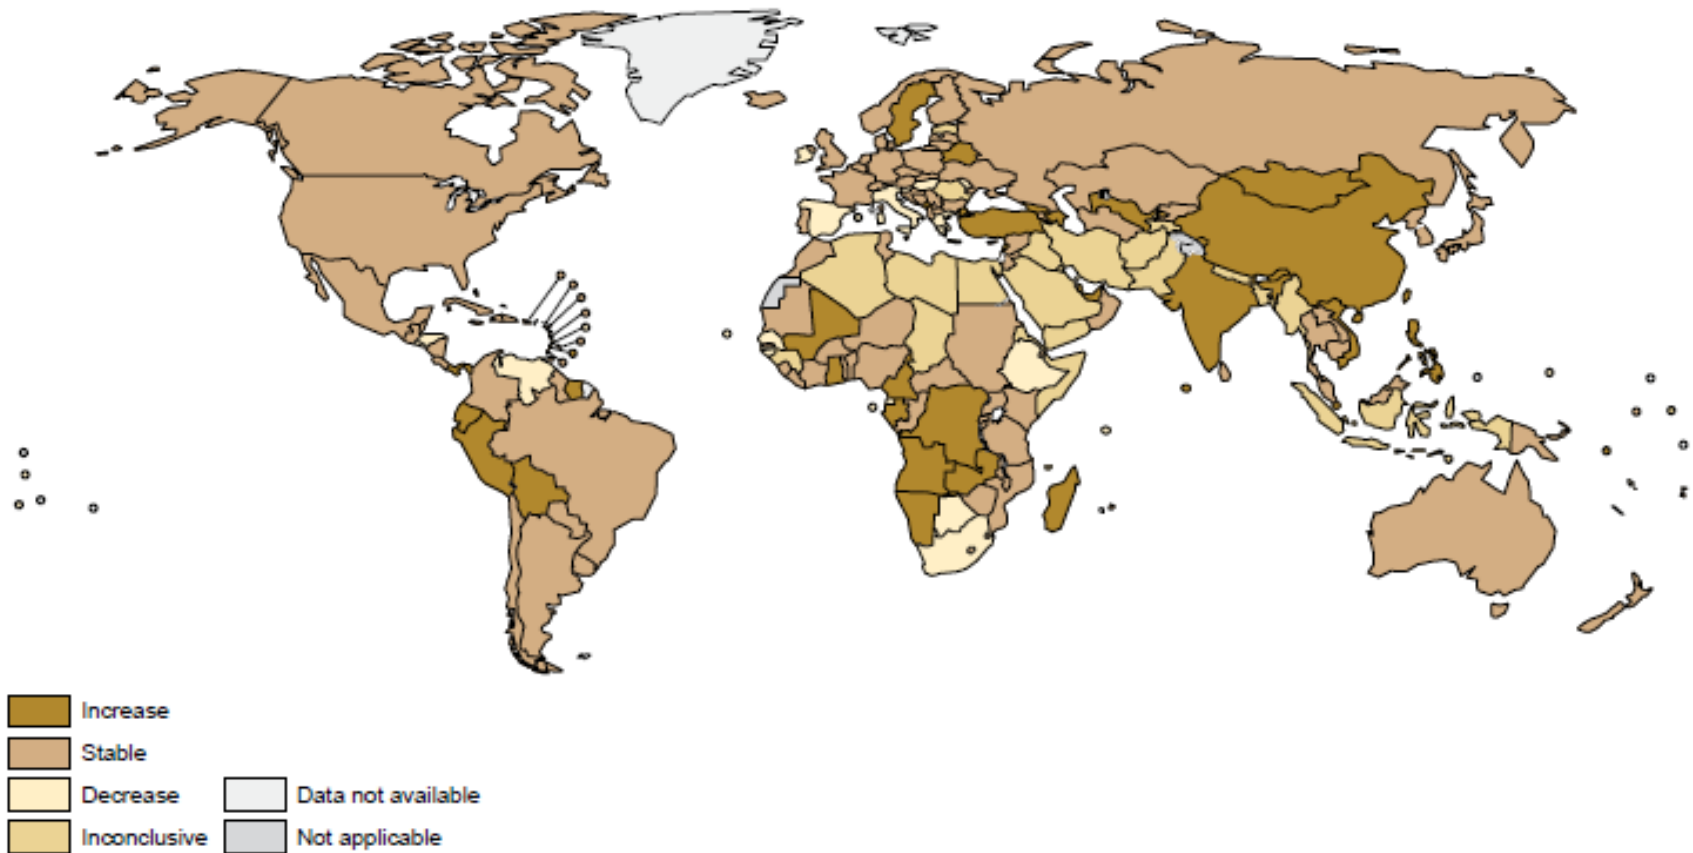 Increase
Stable
Decrease
Data not available
Inconclusive
Not applicable